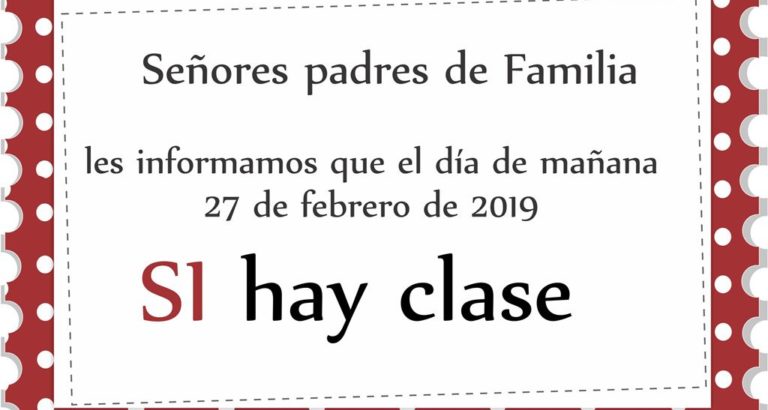 Señores padres de Familia
les informamos que el día de mañana
27 de febrero de 2019
SI hay clase